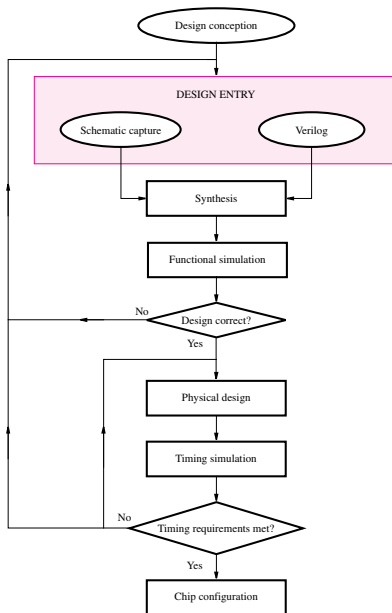 Design conception
DESIGN ENTRY
Schematic capture
Verilog
Synthesis
Functional simulation
No
Design correct?
Yes
Physical design
Timing simulation
No
Timing requirements met?
Yes
Chip configuration